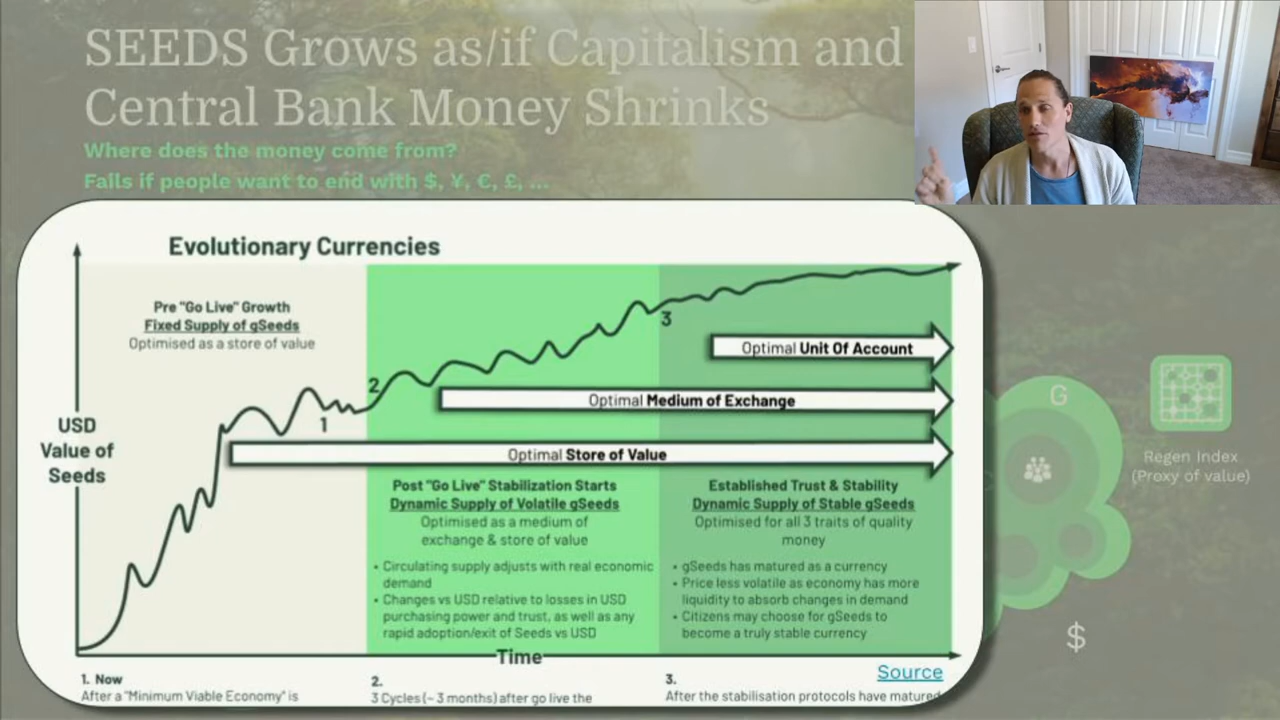 SEEDS Grows as/if Capitalism and
Central Bank Money Shrinks
Where does the money come from?
Fails if people want to end with $, ¥, €, £, ...
Evolutionary Currencies
Pre "Go Live" Growth
Fixed Supply of gSeeds
Optimised as a store of value
USD
Value of
Seeds
1
2
3
Optimal Unit Of Account
Optimal Medium of Exchange
Optimal Store of Value
Post "Go Live" Stabilization Starts
Dynamic Supply of Volatile gSeeds
Optimised as a medium of
exchange & store of value
• Circulating supply adjusts with real economic
demand
• Changes vs USD relative to losses in USD
purchasing power and trust, as well as any
rapid adoption/exit of Seeds vs USD
Established Trust & Stability
Dynamic Supply of Stable gSeeds
Optimised for all 3 traits of quality
money
• gSeeds has matured as a currency
• Price less volatile as economy has more
liquidity to absorb changes in demand
• Citizens may choose for gSeeds to
become a truly stable currency
Time
Source
1. Now
After a "Minimum Viable Economy" is
2.
3 Cycles (~ 3 months) after go live the
3.
After the stabilisation protocols have matured
G
Regen Index
(Proxy of value)
$